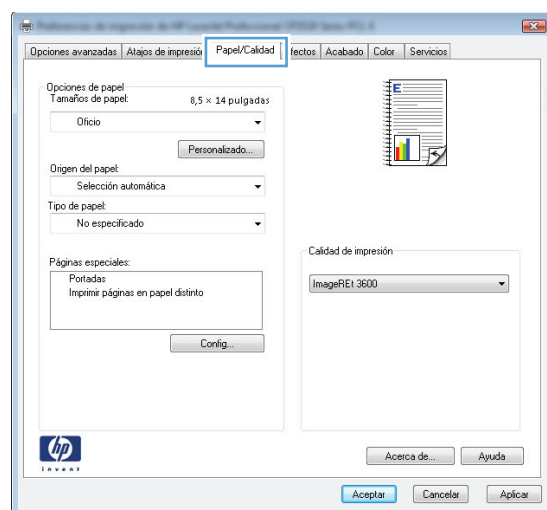 Opciones avanzadas Atajos de impresión Papel/Calidad fectos Acabado Color Servicios
Opciones de papel
Tamaños de papel: 8,5 × 14 pulgadas
Oficio
Personalizado...
Origen del papel:
Selección automática
Tipo de papel:
No especificado
Páginas especiales:
Portadas
Imprimir páginas en papel distinto
Config...
E
Calidad de impresión
ImageREt 3600
hp
invent
Acerca de... Ayuda
Aceptar Cancelar Aplicar